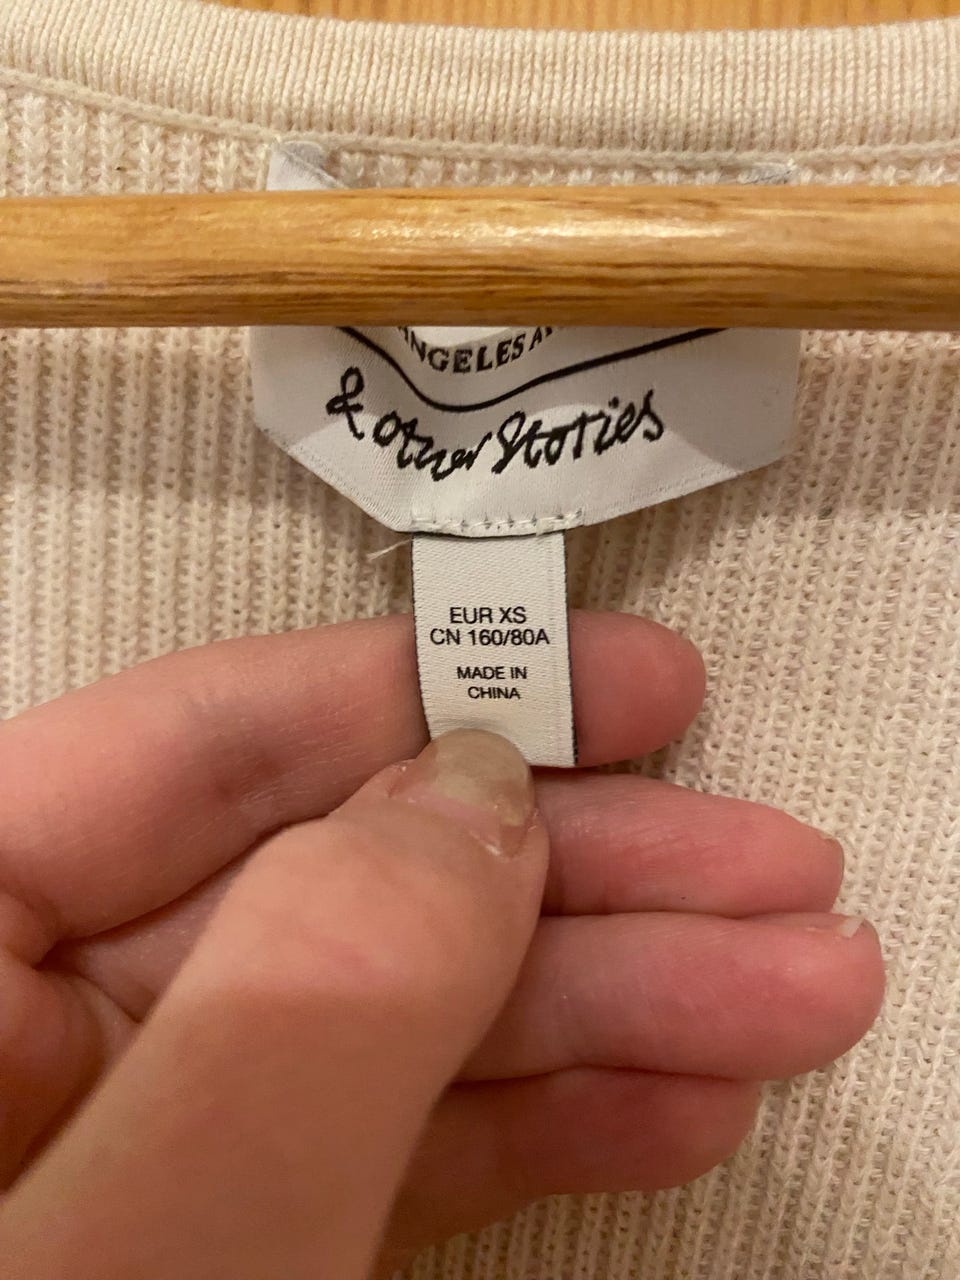 ANGELES A
& Other Stories
EUR XS
CN 160/80A
MADE IN
CHINA